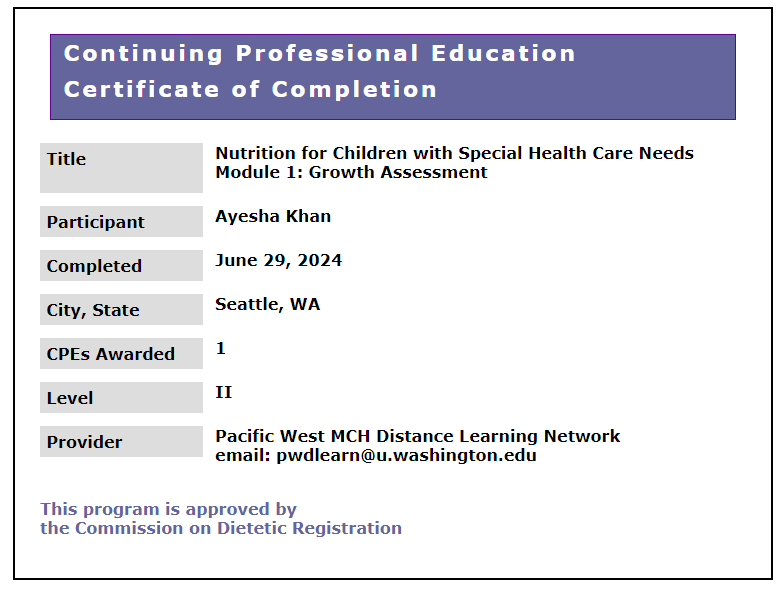 Continuing Professional Education
Certificate of Completion
Title
Nutrition for Children with Special Health Care Needs
Module 1: Growth Assessment
Participant
Ayesha Khan
Completed
June 29, 2024
City, State
Seattle, WA
CPEs Awarded
1
Level
II
Provider
Pacific West MCH Distance Learning Network
email: pwdlearn@u.washington.edu
This program is approved by
the Commission on Dietetic Registration